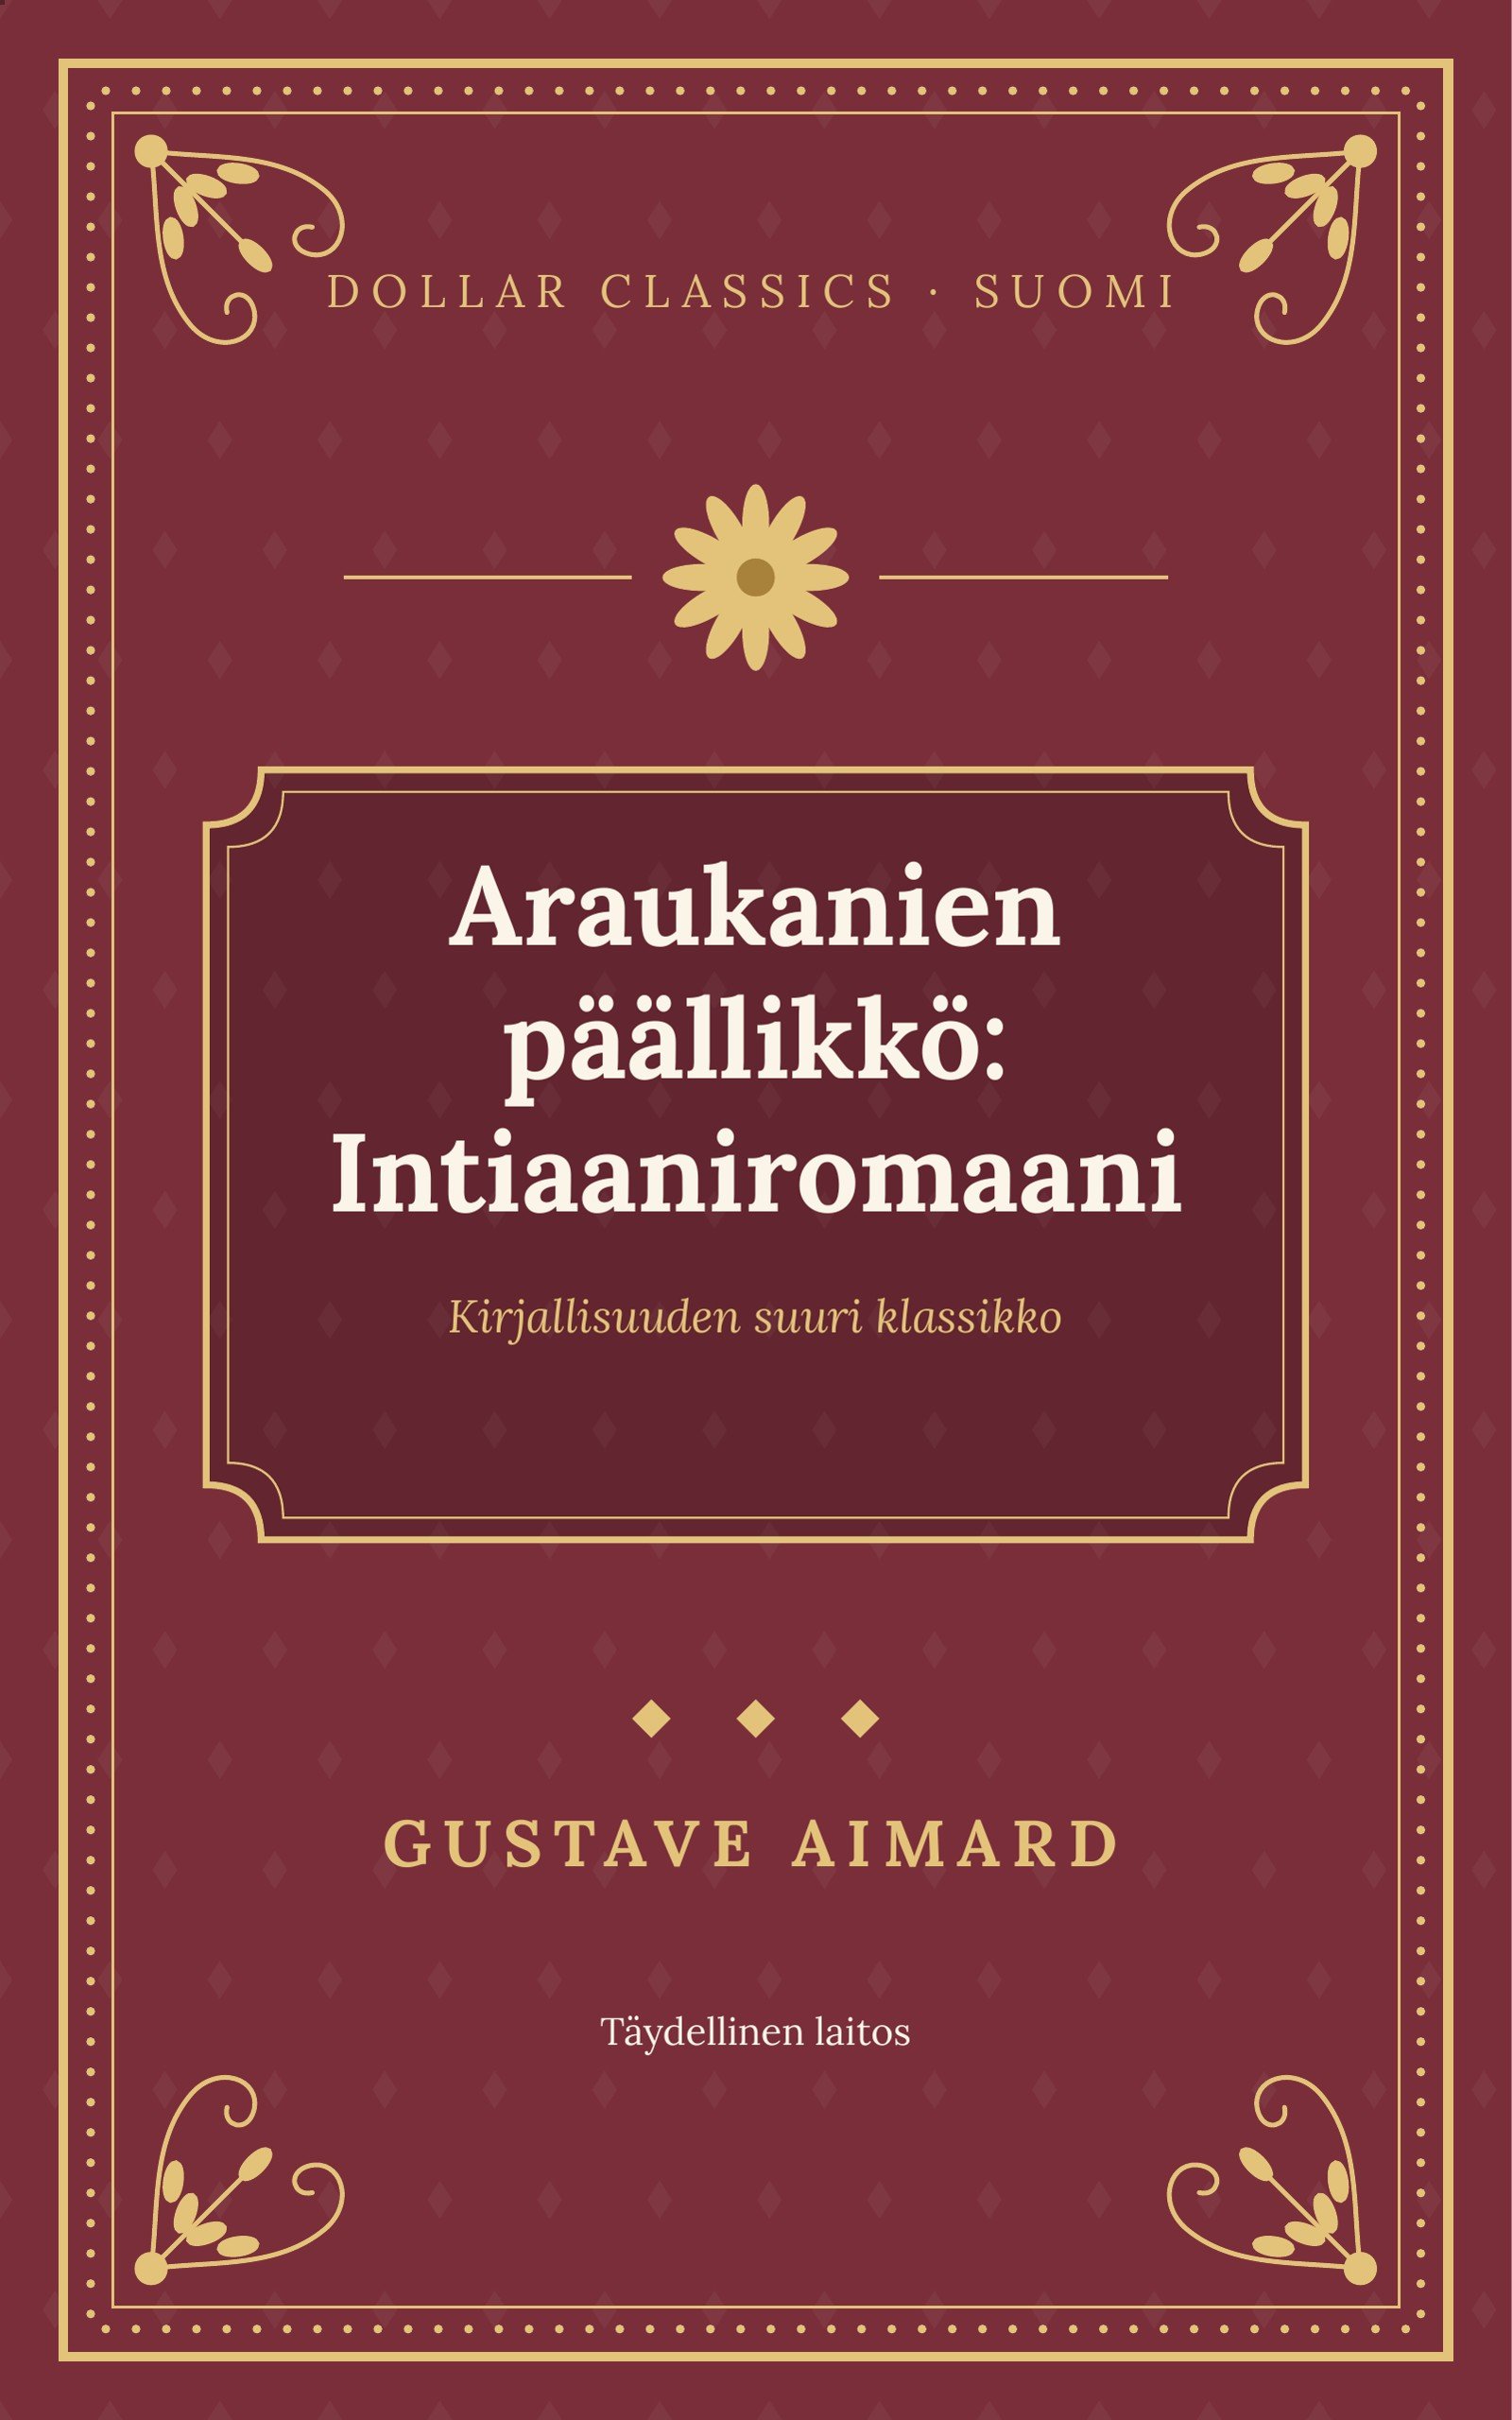 DOLLAR CLASSICS · SUOMI
Araukanien
päällikkö:
Intiaaniromaani
Kirjallisuuden suuri klassikko
GUSTAVE AIMARD
Täydellinen laitos